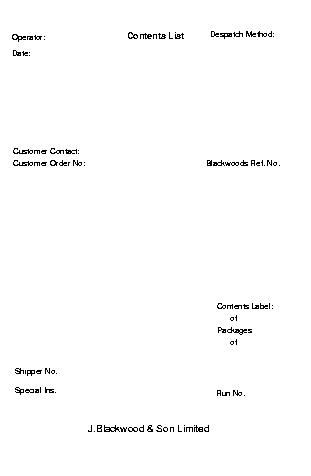 Operator: Contents List Despatch Method:
Date:
Customer Contact:
Customer Order No: Blackwoods Ref. No.
Contents Label:
of
Packages
of
Shipper No.
Special Ins. Run No.
J.Blackwood & Son Limited